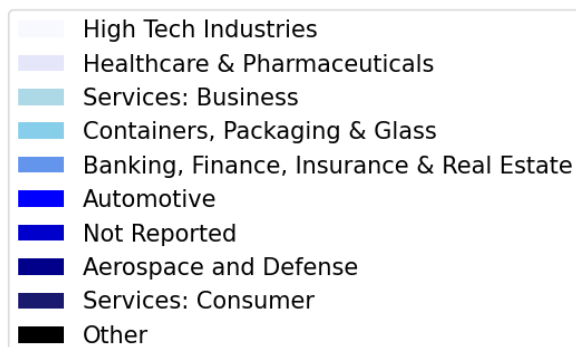 High Tech Industries
Healthcare & Pharmaceuticals
Services: Business
Containers, Packaging & Glass
Banking, Finance, Insurance & Real Estate
Automotive
Not Reported
Aerospace and Defense
Services: Consumer
Other